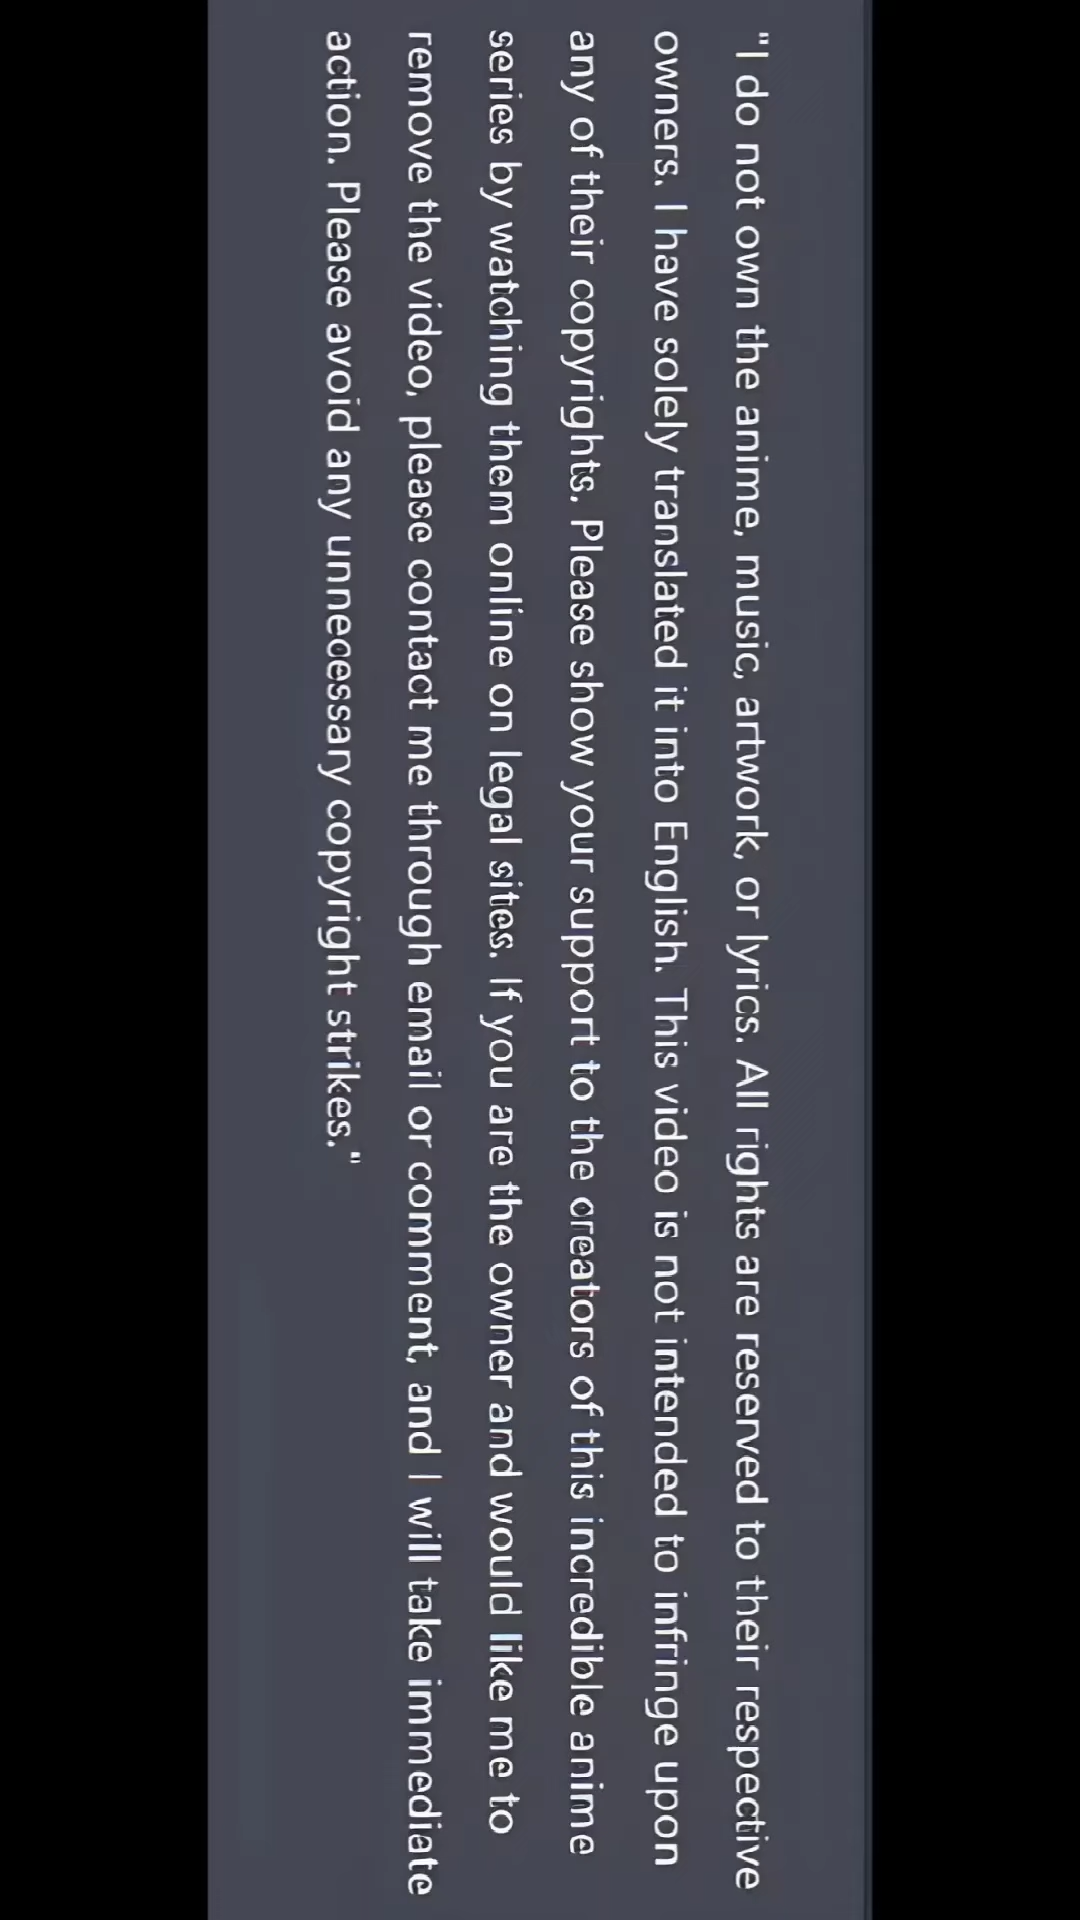 "I do not own the anime, music, artwork, or lyrics. All rights are reserved to their respective
owners. I have solely translated it into English. This video is not intended to infringe upon
any of their copyrights. Please show your support to the creators of this incredible anime
series by watching them online on legal sites. If you are the owner and would like me to
remove the video, please contact me through email or comment, and I will take immediate
action. Please avoid any unnecessary copyright strikes."